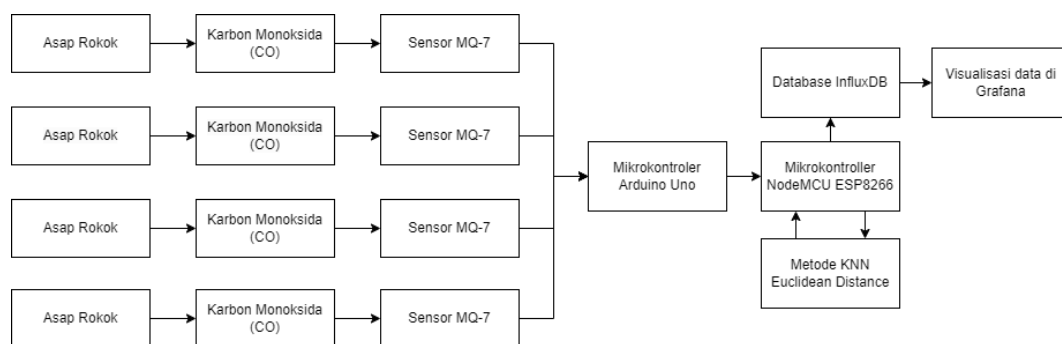 Asap Rokok
Karbon Monoksida
(CO)
Sensor MQ-7
Asap Rokok
Karbon Monoksida
(CO)
Sensor MQ-7
Asap Rokok
Karbon Monoksida
(CO)
Sensor MQ-7
Asap Rokok
Karbon Monoksida
(CO)
Sensor MQ-7
Mikrokontroler
Arduino Uno
Database InfluxDB
Visualisasi data di
Grafana
Mikrokontroller
NodeMCU ESP8266
Metode KNN
Euclidean Distance